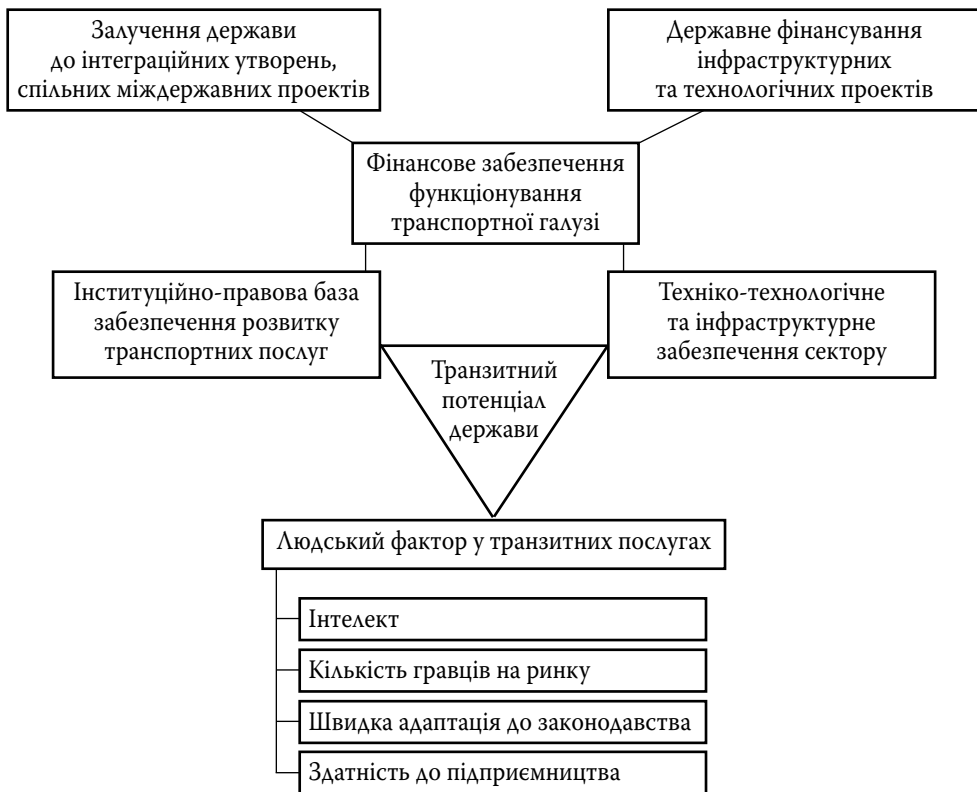 Залучення держави
до інтеграційних утворень,
спільних міждержавних проектів
Державне фінансування
інфраструктурних
та технологічних проектів
Фінансове забезпечення
функціонування
транспортної галузі
Інституційно-правова база
забезпечення розвитку
транспортних послуг
Техніко-технологічне
та інфраструктурне
забезпечення сектору
Транзитний
потенціал
держави
Людський фактор у транзитних послугах
Інтелект
Кількість гравців на ринку
Швидка адаптація до законодавства
Здатність до підприємництва